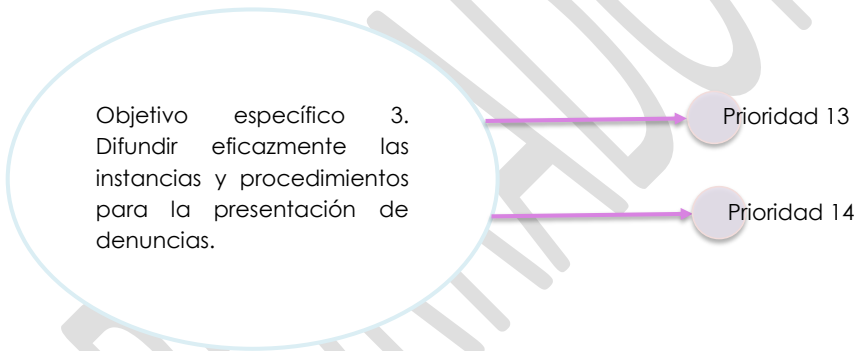 Objetivo específico 3.
Difundir eficazmente las
instancias y procedimientos
para la presentación de
denuncias.
Prioridad 13
Prioridad 14